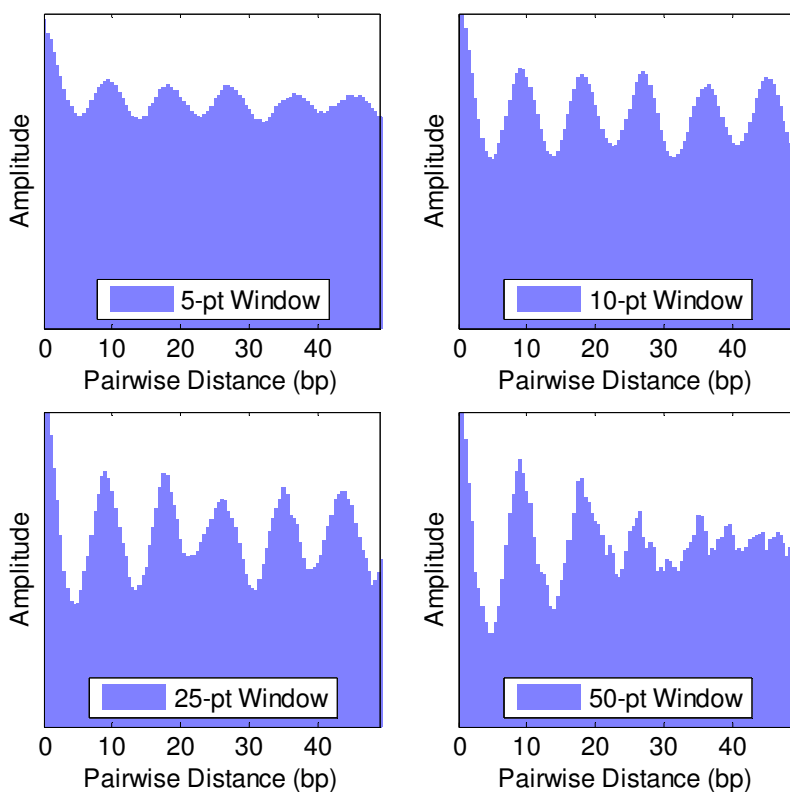 Amplitude
5-pt Window
0 10 20 30 40
Pairwise Distance (bp)
Amplitude
10-pt Window
0 10 20 30 40
Pairwise Distance (bp)
Amplitude
25-pt Window
0 10 20 30 40
Pairwise Distance (bp)
Amplitude
50-pt Window
0 10 20 30 40
Pairwise Distance (bp)